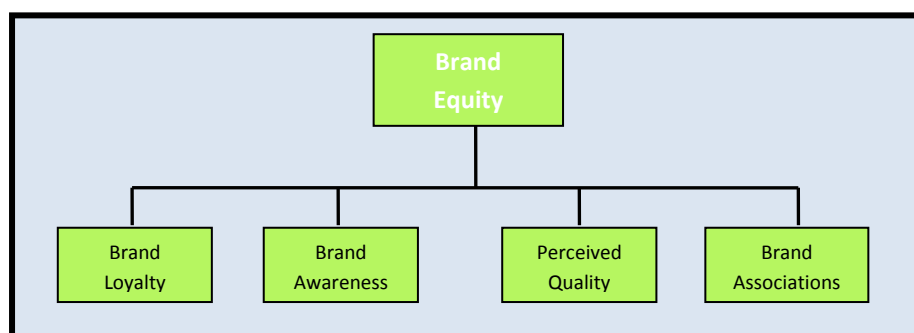 Brand
Equity
Brand
Loyalty
Brand
Awareness
Perceived
Quality
Brand
Associations